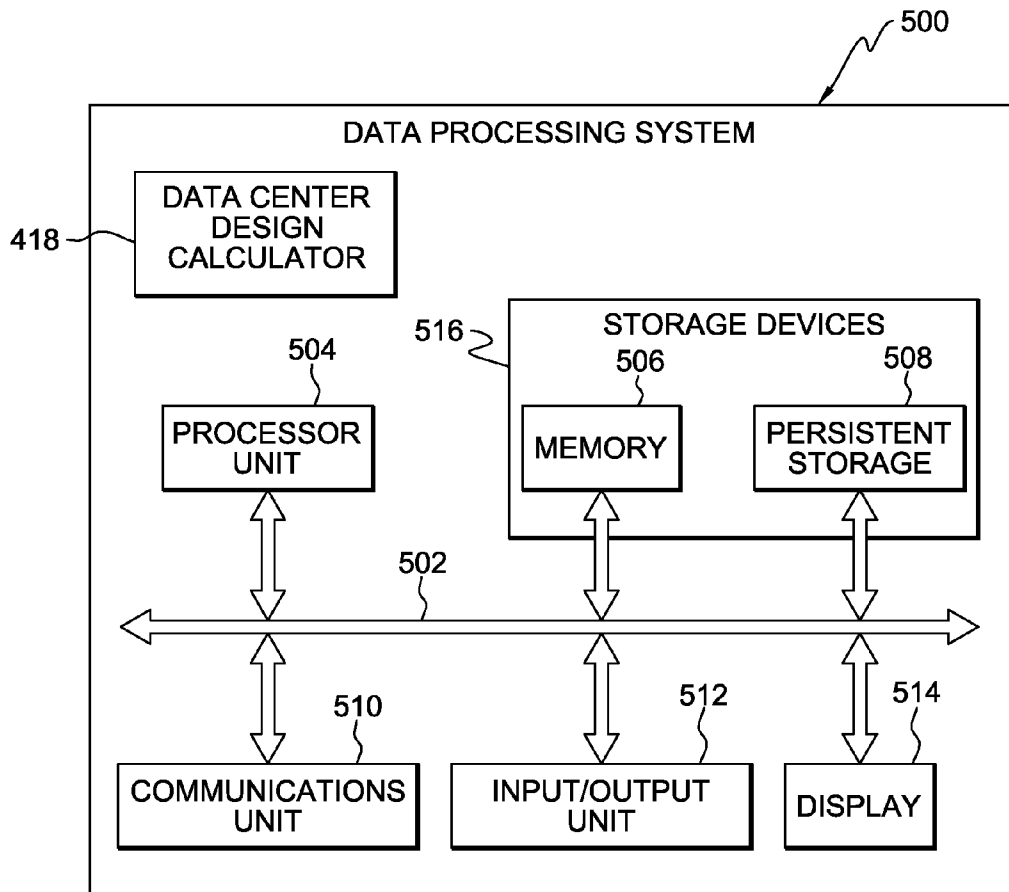 500
DATA PROCESSING SYSTEM
DATA CENTER
DESIGN
CALCULATOR
418
STORAGE DEVICES
516
504
506
508
PROCESSOR
UNIT
MEMORY
PERSISTENT
STORAGE
502
510
512
514
COMMUNICATIONS
UNIT
INPUT/OUTPUT
UNIT
DISPLAY